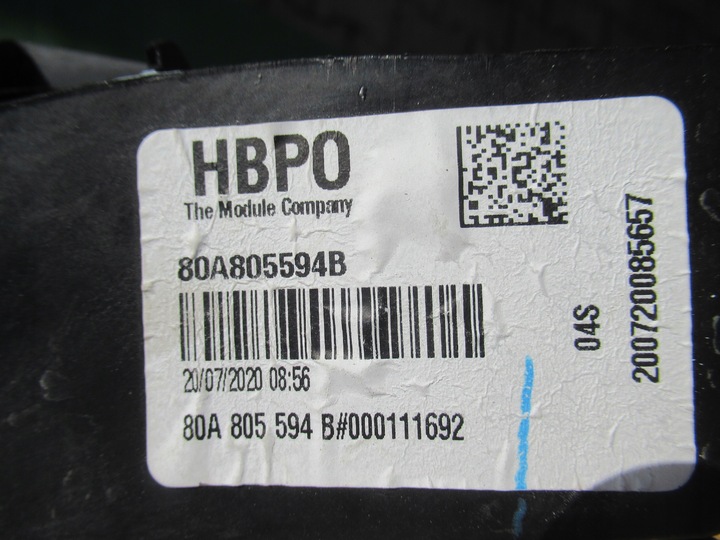 HBPO
The Module Company
80A805594B
20/07/2020 08:56
80A 805 594 B#000111692
04S
200720085657